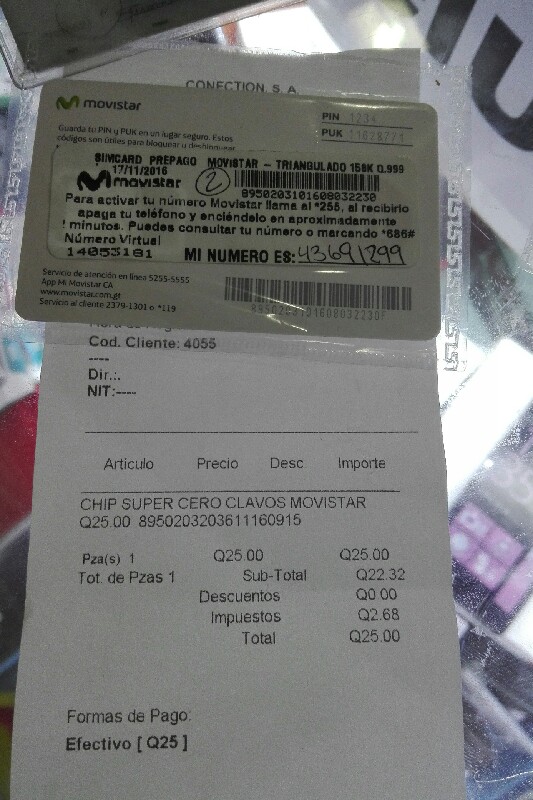 CONECTION, S. A.
movistar
PIN 1234
PUK 11628771
Guarda tu PIN y PUK en un lugar seguro. Estos
códigos son útiles para bloquear y desbloquear
SIMCARD PREPAGO MOVISTAR - TRIANGULADO 158K Q.999
17/11/2016
movistar
2
8950203101608032230
Para activar tu número Movistar llama al *255, al recibirlo
apaga tu teléfono y enciéndelo en aproximadamente
! minutos. Puedes consultar tu número o marcando *686#
Número Virtual
14053181
MI NUMERO ES: 43691299
Servicio de atención en línea 5255-5555
App Mi Movistar CA
www.movistar.com.gt
Servicio al cliente 2379-1301 o *119
8950203101608032230F
Cod. Cliente: 4055
----
Dir.:.
NIT:-----
Articulo Precio Desc Importe
CHIP SUPER CERO CLAVOS MOVISTAR
Q25.00 8950203203611160915
Pza(s) 1 Q25.00 Q25.00
Tot. de Pzas 1 Sub-Total Q22.32
Descuentos Q0.00
Impuestos Q2.68
Total Q25.00
Formas de Pago:
Efectivo [ Q25 ]